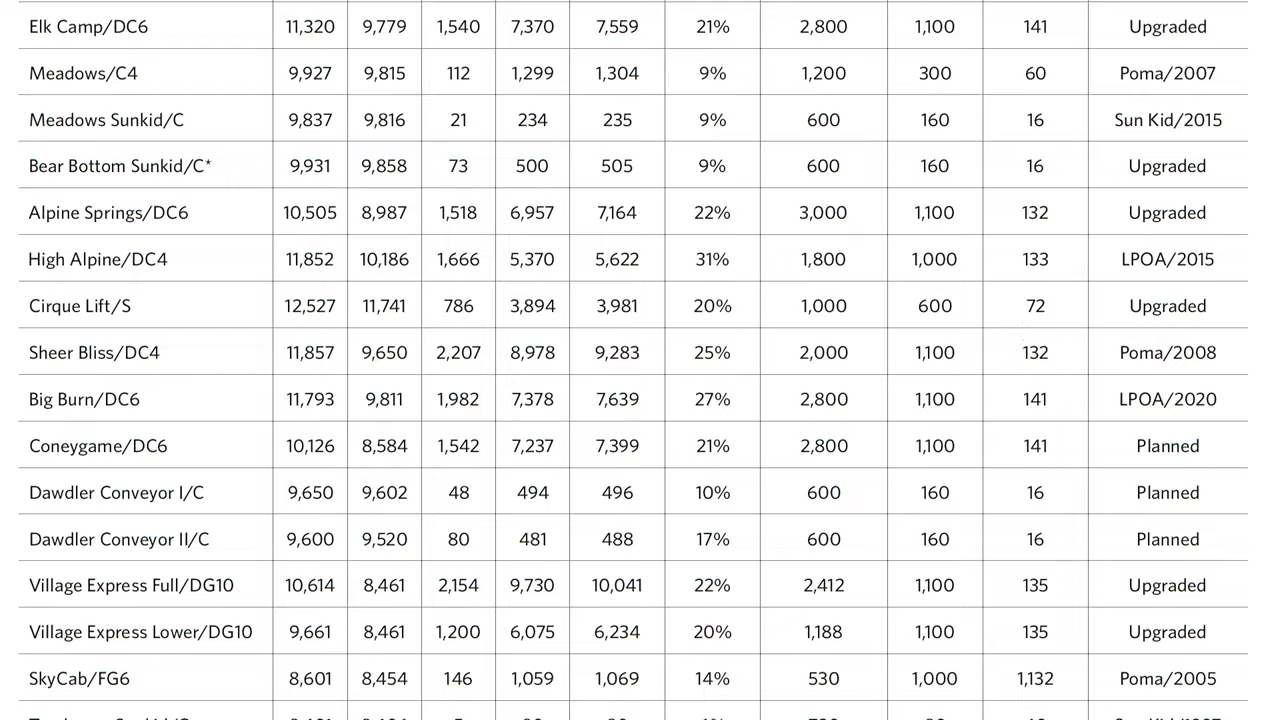 Elk Camp/DC6 11,320 9,779 1,540 7,370 7,559 21% 2,800 1,100 141 Upgraded
Meadows/C4 9,927 9,815 112 1,299 1,304 9% 1,200 300 60 Poma/2007
Meadows Sunkid/C 9,837 9,816 21 234 235 9% 600 160 16 Sun Kid/2015
Bear Bottom Sunkid/C* 9,931 9,858 73 500 505 9% 600 160 16 Upgraded
Alpine Springs/DC6 10,505 8,987 1,518 6,957 7,164 22% 3,000 1,100 132 Upgraded
High Alpine/DC4 11,852 10,186 1,666 5,370 5,622 31% 1,800 1,000 133 LPOA/2015
Cirque Lift/S 12,527 11,741 786 3,894 3,981 20% 1,000 600 72 Upgraded
Sheer Bliss/DC4 11,857 9,650 2,207 8,978 9,283 25% 2,000 1,100 132 Poma/2008
Big Burn/DC6 11,793 9,811 1,982 7,378 7,639 27% 2,800 1,100 141 LPOA/2020
Coneygame/DC6 10,126 8,584 1,542 7,237 7,399 21% 2,800 1,100 141 Planned
Dawdler Conveyor I/C 9,650 9,602 48 494 496 10% 600 160 16 Planned
Dawdler Conveyor II/C 9,600 9,520 80 481 488 17% 600 160 16 Planned
Village Express Full/DG10 10,614 8,461 2,154 9,730 10,041 22% 2,412 1,100 135 Upgraded
Village Express Lower/DG10 9,661 8,461 1,200 6,075 6,234 20% 1,188 1,100 135 Upgraded
SkyCab/FG6 8,601 8,454 146 1,059 1,069 14% 530 1,000 1,132 Poma/2005